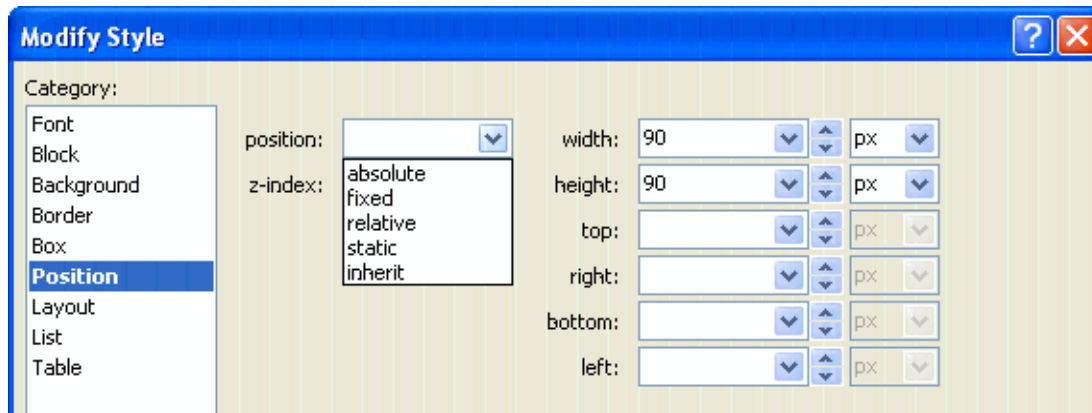 Modify Style
Category:
Font
Block
Background
Border
Box
Position
Layout
List
Table
position:
z-index:
absolute
fixed
relative
static
inherit
width: 90 px
height: 90 px
top: px
right: px
bottom: px
left: px